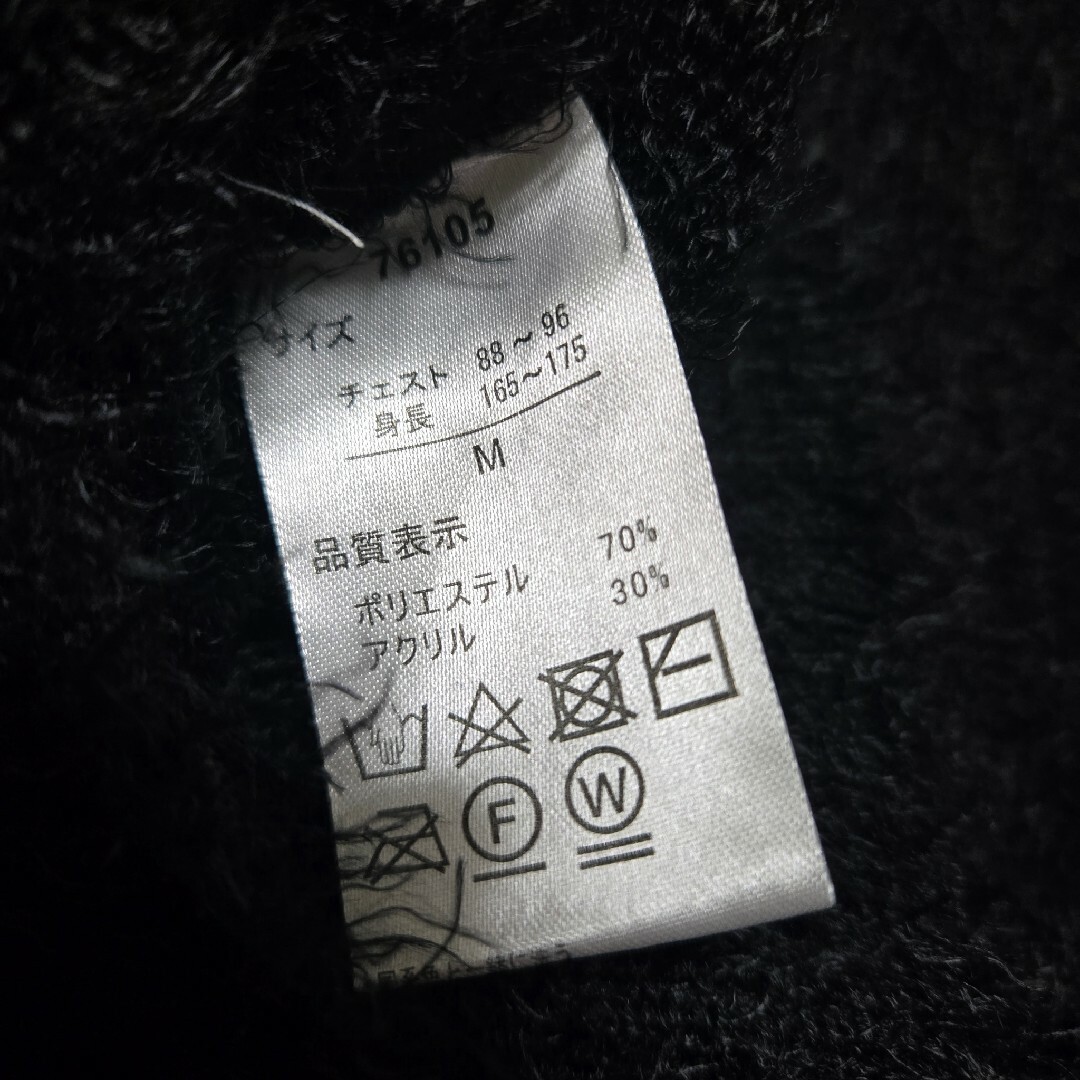 76105
サイズ
チェスト 88～96
身長 165～175
M
品質表示
ポリエステル 70%
アクリル 30%
F
W